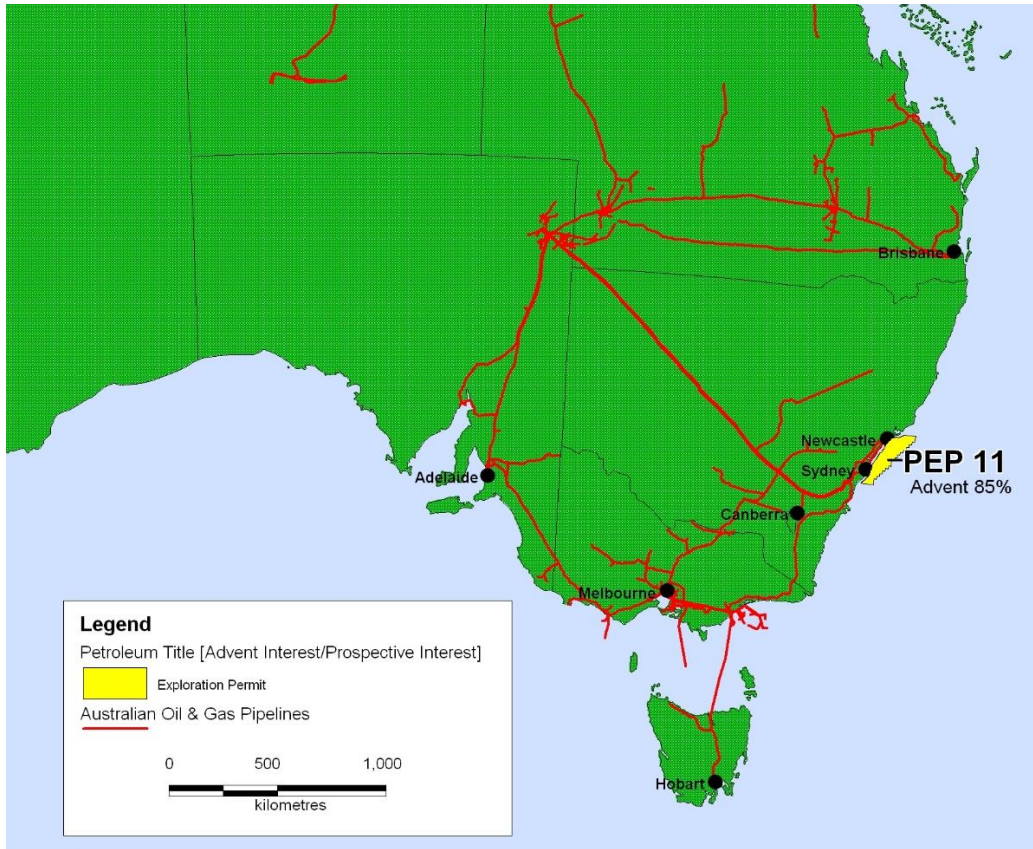 Brisbane
Newcastle
PEP 11
Sydney
Advent 85%
Adelaide
Canberra
Melbourne
Legend
Petroleum Title [Advent Interest/Prospective Interest]
Exploration Permit
Australian Oil & Gas Pipelines
0 500 1,000
kilometres
Hobart